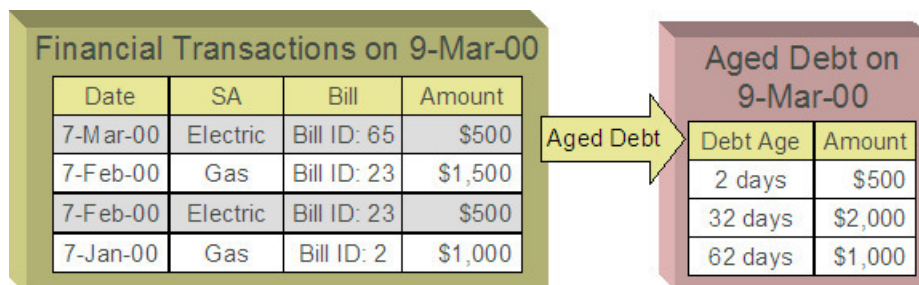 Financial Transactions on 9-Mar-00
Date SA Bill Amount
7-Mar-00 Electric Bill ID: 65 $500
7-Feb-00 Gas Bill ID: 23 $1,500
7-Feb-00 Electric Bill ID: 23 $500
7-Jan-00 Gas Bill ID: 2 $1,000
Aged Debt
Aged Debt on
9-Mar-00
Debt Age Amount
2 days $500
32 days $2,000
62 days $1,000